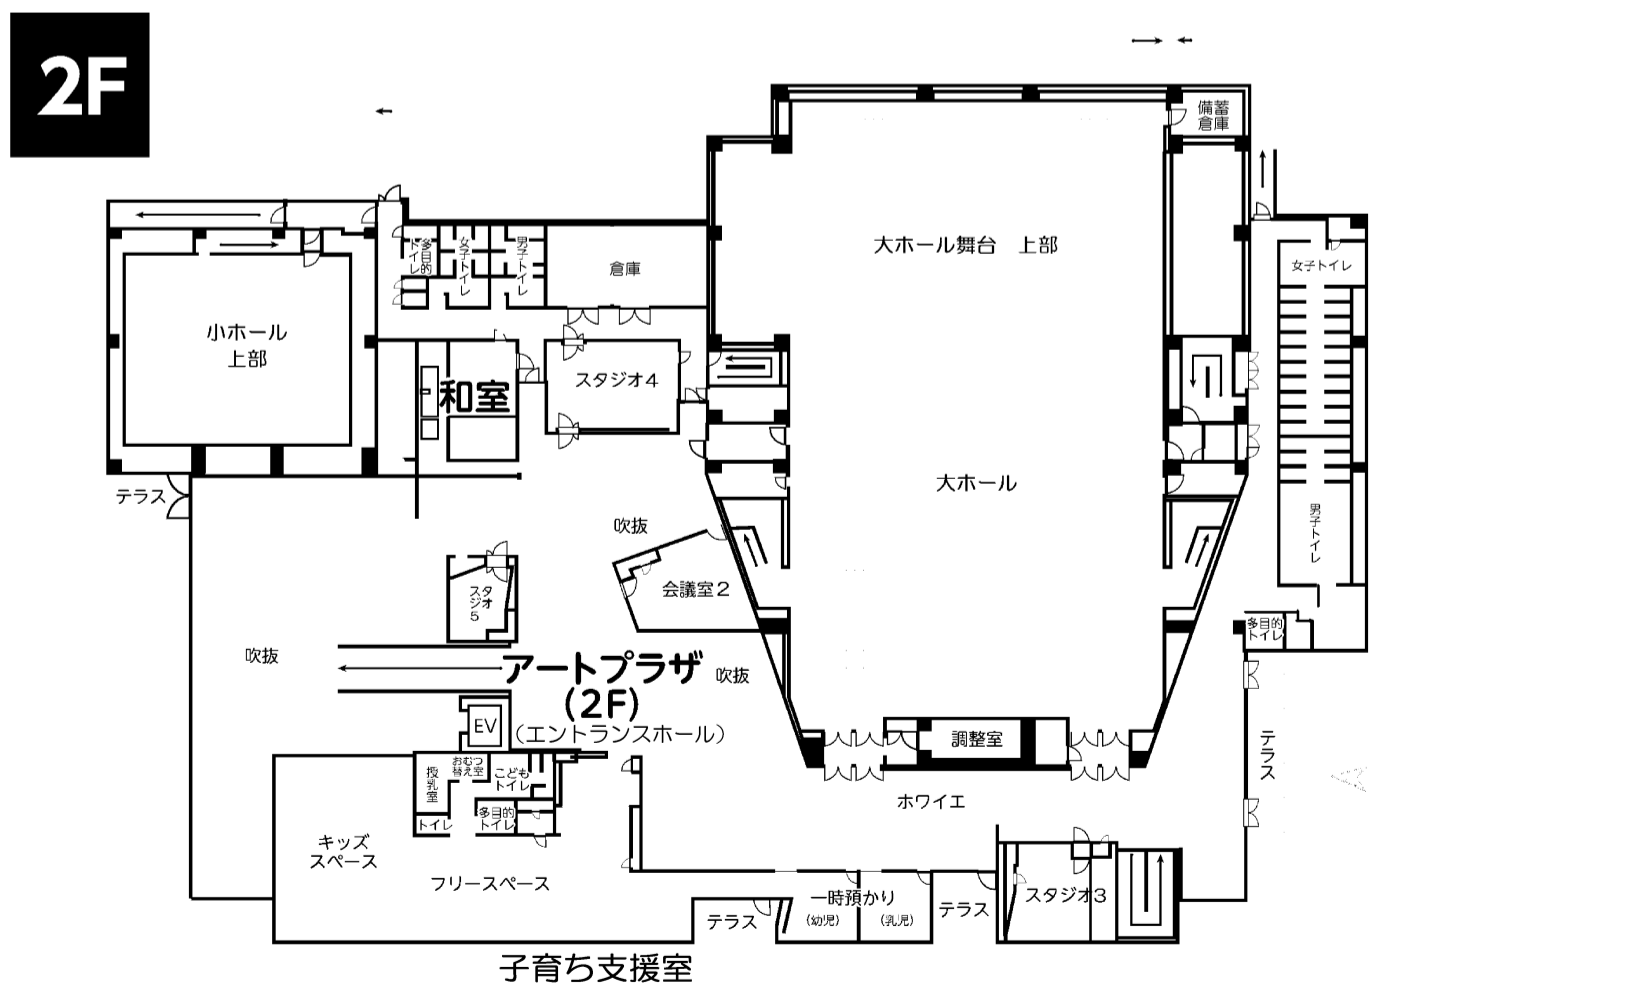 2F
備蓄
倉庫
大ホール舞台　上部
多目的
トイレ
女子トイレ
男子トイレ
倉庫
女子トイレ
小ホール
上部
スタジオ4
和室
大ホール
テラス
吹抜
男子トイレ
会議室2
スタ
ジオ
5
多目的
トイレ
吹抜
アートプラザ
(2F)
(エントランスホール)
吹抜
EV
調整室
テラス
授乳室
おむつ
替え室
こども
トイレ
多目的
トイレ
トイレ
ホワイエ
キッズ
スペース
フリースペース
一時預かり
(幼児)
(乳児)
テラス
テラス
スタジオ3
子育ち支援室